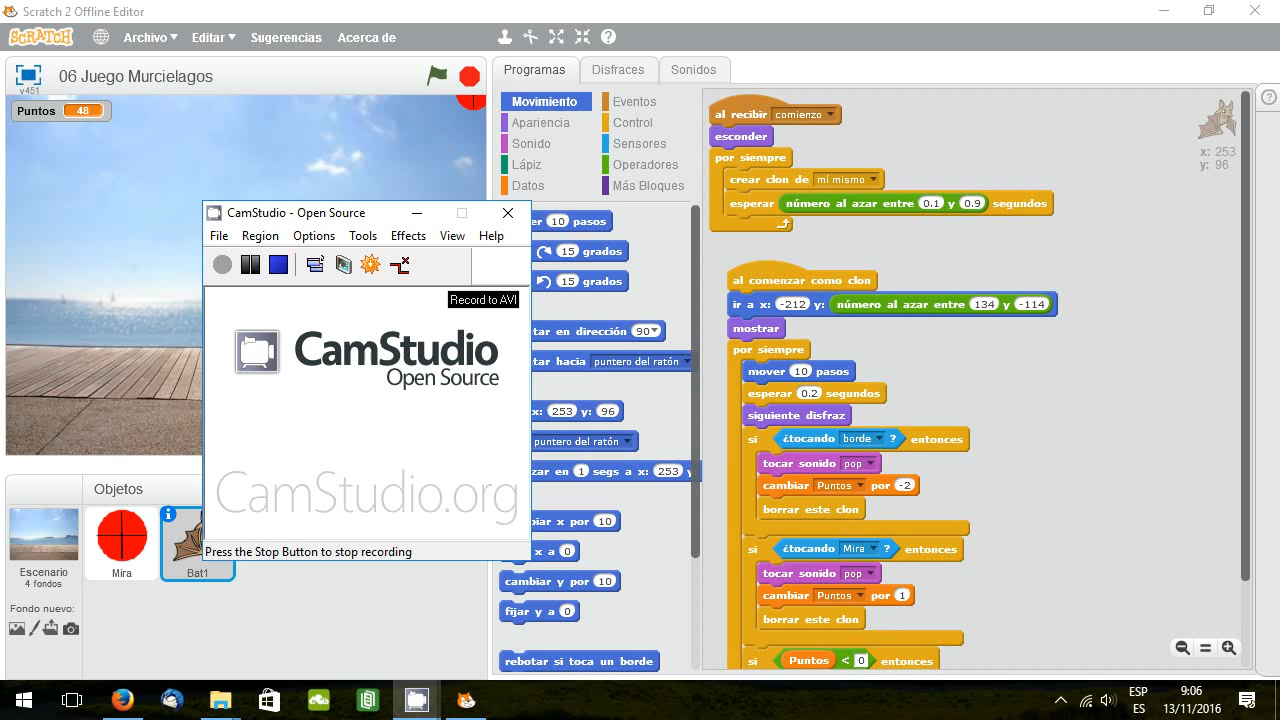 Scratch 2 Offline Editor
SCRATCH Archivo Editar Sugerencias Acerca de
v451 06 Juego Murcielagos
Puntos 48
Programas Disfraces Sonidos
Movimiento Eventos
Apariencia Control
Sonido Sensores
Lápiz Operadores
Datos Más Bloques
er 10 pasos
15 grados
15 grados
tar en dirección 90
tar hacia puntero del ratón
x: 253 y: 96
puntero del ratón
zar en 1 segs a x: 253 y
iar x por 10
x a 0
cambiar y por 10
fijar y a 0
rebotar si toca un borde
al recibir comienzo
esconder
por siempre
crear clon de mí mismo
esperar número al azar entre 0.1 y 0.9 segundos
x: 253
y: 96
al comenzar como clon
ir a x: -212 y: número al azar entre 134 y -114
mostrar
por siempre
mover 10 pasos
esperar 0.2 segundos
siguiente disfraz
si ¿tocando borde ? entonces
tocar sonido pop
cambiar Puntos por -2
borrar este clon
si ¿tocando Mira ? entonces
tocar sonido pop
cambiar Puntos por 1
borrar este clon
si Puntos < 0 entonces
CamStudio - Open Source
File Region Options Tools Effects View Help
Record to AVI
CamStudio
Open Source
CamStudio.org
Press the Stop Button to stop recording
Objetos
Escenario
4 fondos
Mira
Bat1
Fondo nuevo:
ESP
ES
9:06
13/11/2016